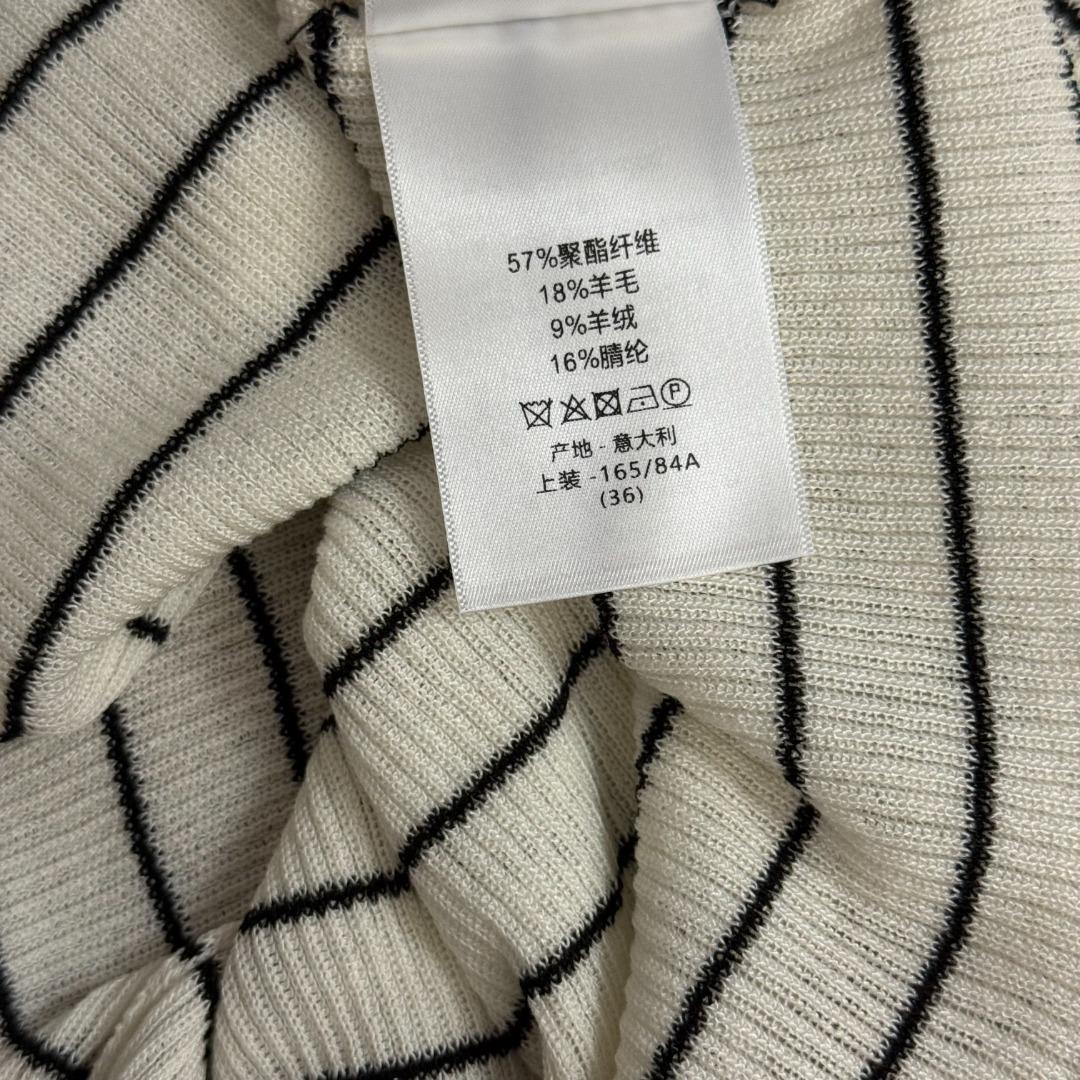 57%聚酯纤维
18%羊毛
9%羊绒
16%腈纶
P
产地 - 意大利
上装 -165/84A
(36)